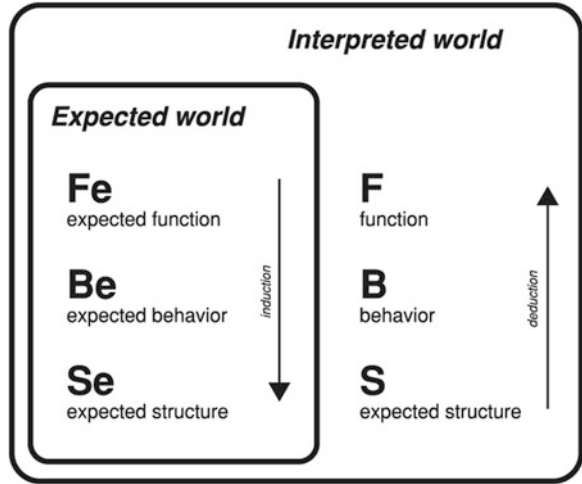 Interpreted world
Expected world
Fe
expected function
Be
expected behavior
Se
expected structure
induction
F
function
B
behavior
S
expected structure
deduction